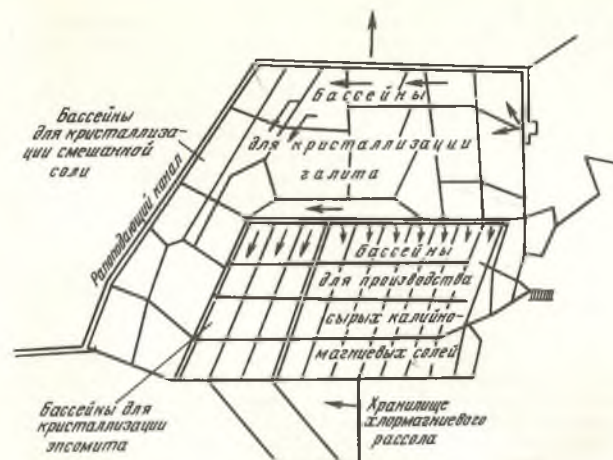 Бассейны
Бассейны
для кристаллиза-
ции смешанной
соли
для кристаллизации
галита
Рапоподающий канал
Бассейны
для производства
сырых калийно-
магниевых солей
Бассейны для
кристаллизации
эпсомита
Хранилище
хлормагниевого
рассола